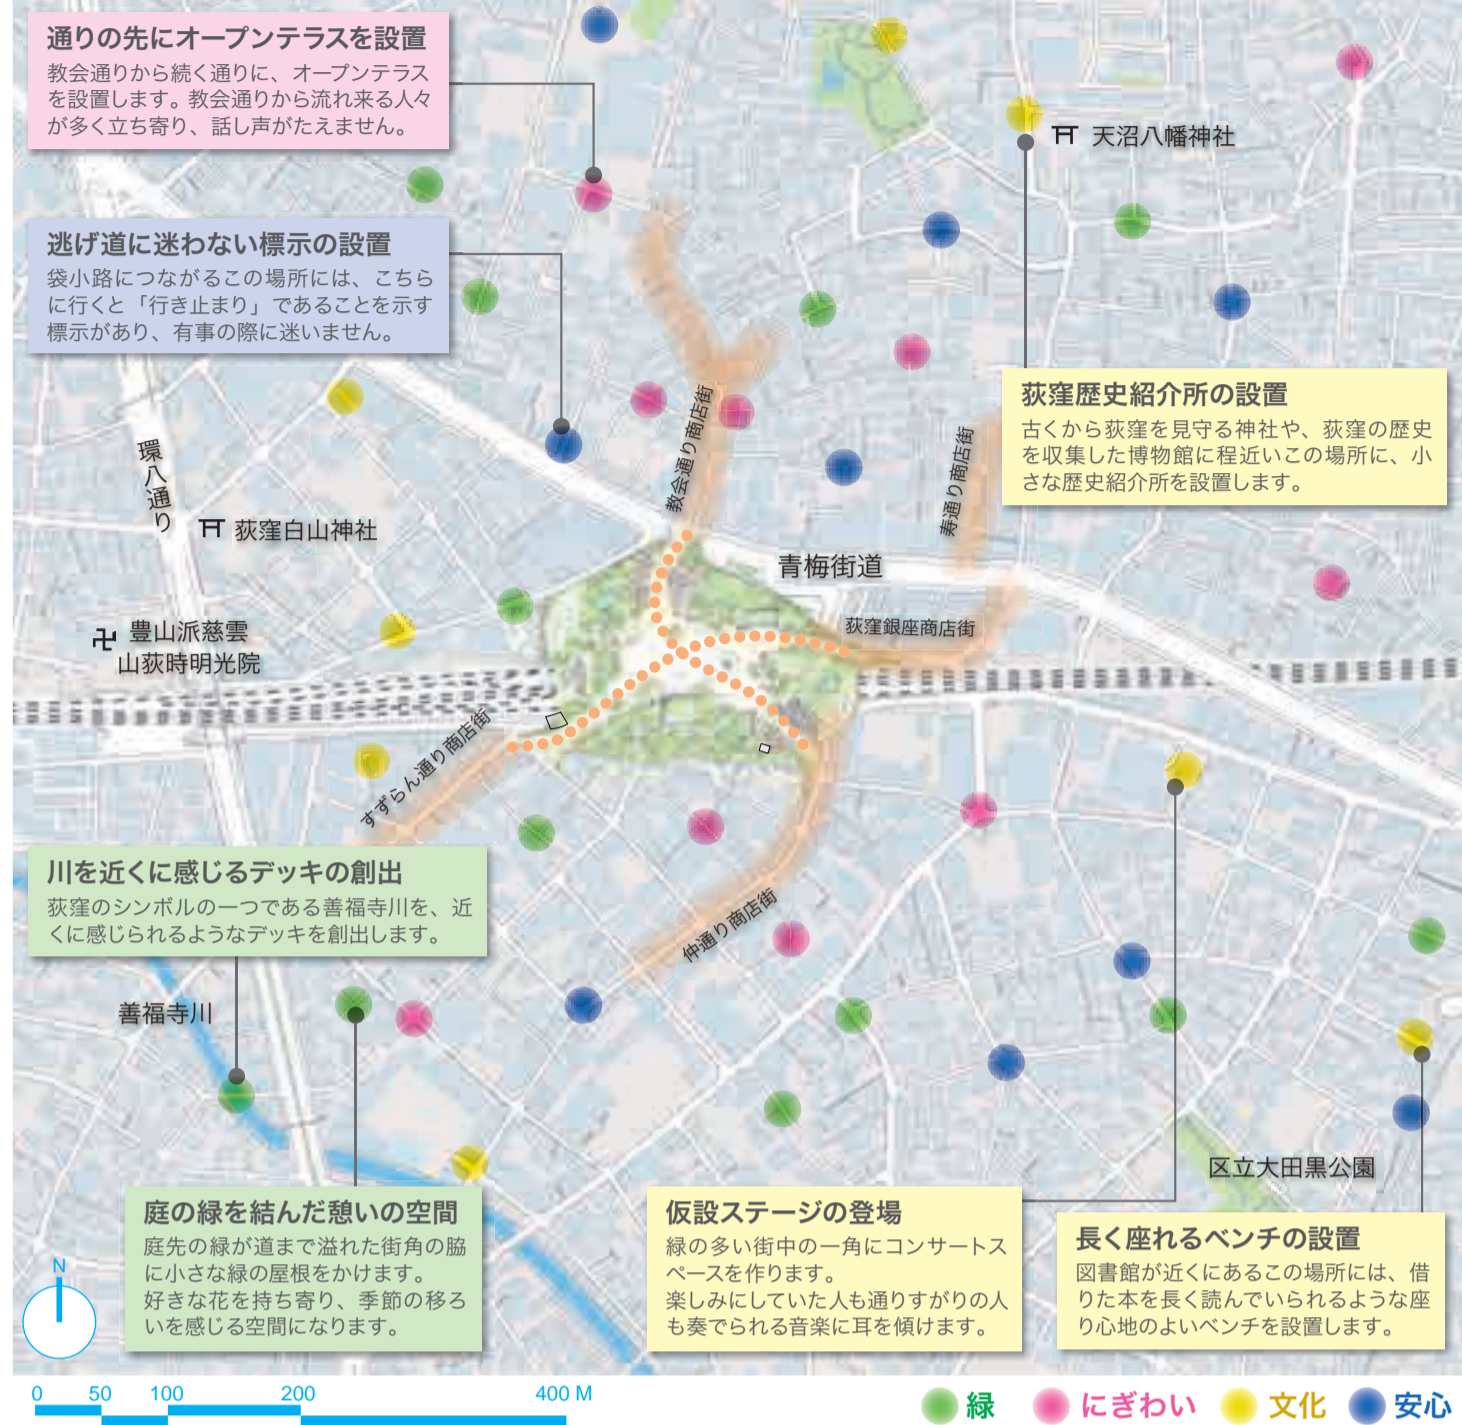 通りの先にオープンテラスを設置
教会通りから続く通りに、オープンテラス
を設置します。教会通りから流れ来る人々
が多く立ち寄り、話し声がたえません。
天沼八幡神社
逃げ道に迷わない標示の設置
袋小路につながるこの場所には、こちら
に行くと「行き止まり」であることを示す
標示があり、有事の際に迷いません。
荻窪歴史紹介所の設置
古くから荻窪を見守る神社や、荻窪の歴史
を収集した博物館に程近いこの場所に、小
さな歴史紹介所を設置します。
教会通り商店街
寿通り商店街
環八通り
荻窪白山神社
青梅街道
荻窪銀座商店街
豊山派慈雲
山荻時明光院
すずらん通り商店街
仲通り商店街
川を近くに感じるデッキの創出
荻窪のシンボルの一つである善福寺川を、近
くに感じられるようなデッキを創出します。
善福寺川
区立大田黒公園
庭の緑を結んだ憩いの空間
庭先の緑が道まで溢れた街角の脇
に小さな緑の屋根をかけます。
好きな花を持ち寄り、季節の移ろ
いを感じる空間になります。
仮設ステージの登場
緑の多い街中の一角にコンサートス
ペースを作ります。
楽しみにしていた人も通りすがりの人
も奏でられる音楽に耳を傾けます。
長く座れるベンチの設置
図書館が近くにあるこの場所には、借
りた本を長く読んでいられるような座
り心地のよいベンチを設置します。
N
0 50 100 200 400 M
緑 にぎわい 文化 安心